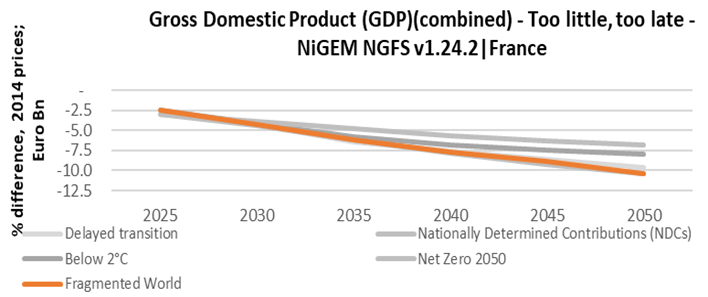 Gross Domestic Product (GDP)(combined) - Too little, too late -
NiGEM NGFS v1.24.2|France
% difference, 2014 prices;
Euro Bn
-
-2.5
-5.0
-7.5
-10.0
-12.5
2025 2030 2035 2040 2045 2050
Delayed transition Nationally Determined Contributions (NDCs)
Below 2°C Net Zero 2050
Fragmented World